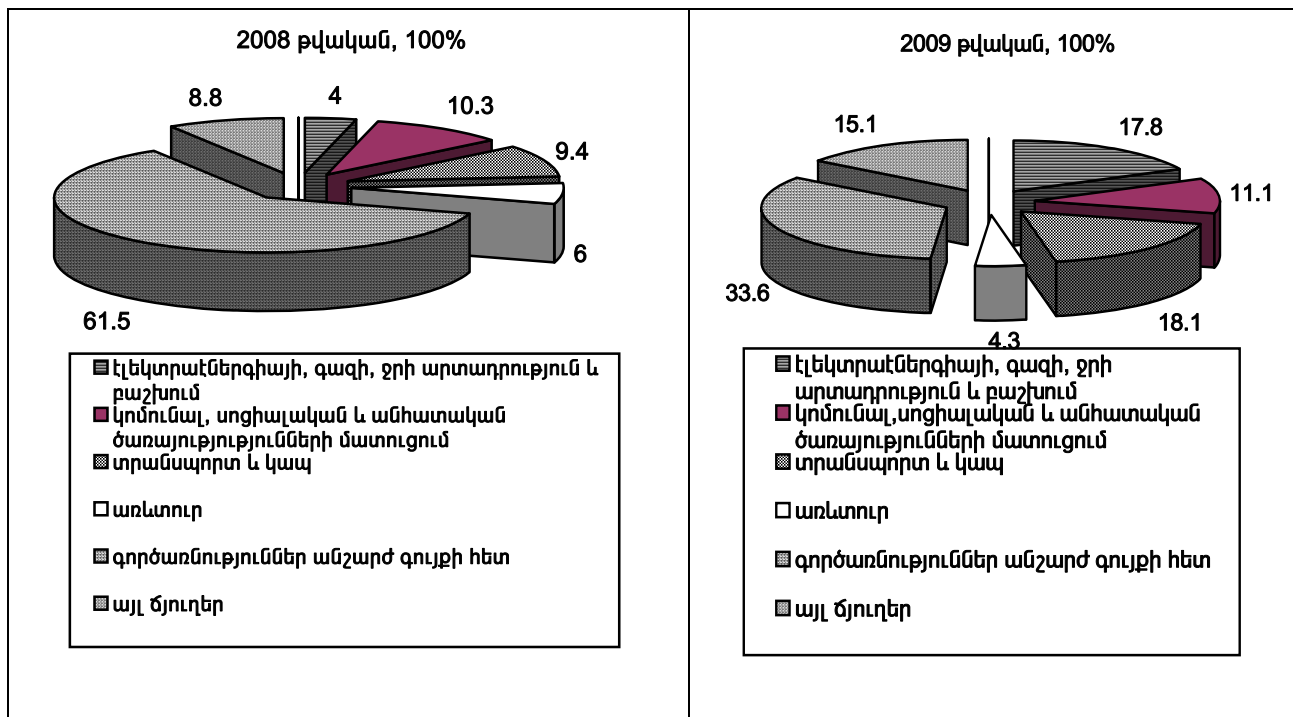 2008 թվական, 100%
8.8
4
10.3
9.4
6
61.5
էլեկտրաէներգիայի, գազի, ջրի արտադրություն և
բաշխում
կոմունալ, սոցիալական և անհատական
ծառայությությունների մատուցում
տրանսպորտ և կապ
առևտուր
գործառնություններ անշարժ գույքի հետ
այլ ճյուղեր
2009 թվական, 100%
15.1
17.8
11.1
33.6
18.1
4.3
էլեկտրաէներգիայի, գազի, ջրի
արտադրություն և բաշխում
կոմունալ,սոցիալական և անհատական
ծառայությունների մատուցում
տրանսպորտ և կապ
առևտուր
գործառնություններ անշարժ գույքի հետ
այլ ճյուղեր